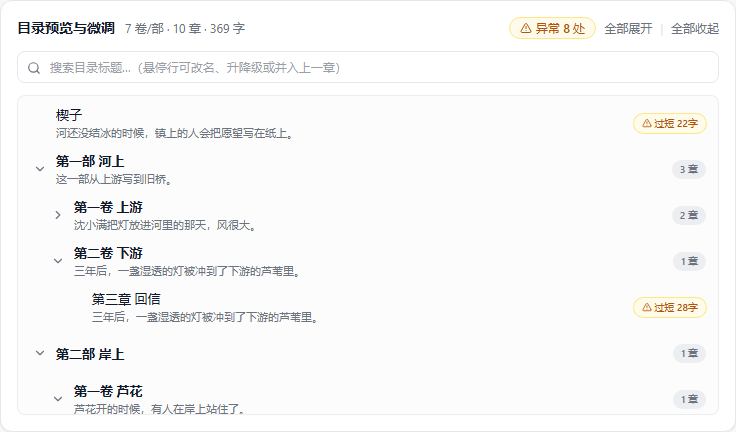 目录预览与微调 7 卷/部 · 10 章 · 369 字 异常 8 处 全部展开 | 全部收起
搜索目录标题...（悬停行可改名、升降级或并入上一章）
楔子
河还没结冰的时候，镇上的人会把愿望写在纸上。
过短 22字
第一部 河上
这一部从上游写到旧桥。
3 章
第一卷 上游
沈小满把灯放进河里的那天，风很大。
2 章
第二卷 下游
三年后，一盏湿透的灯被冲到了下游的芦苇里。
1 章
第三章 回信
三年后，一盏湿透的灯被冲到了下游的芦苇里。
过短 28字
第二部 岸上
1 章
第一卷 芦花
芦花开的时候，有人在岸上站住了。
1 章